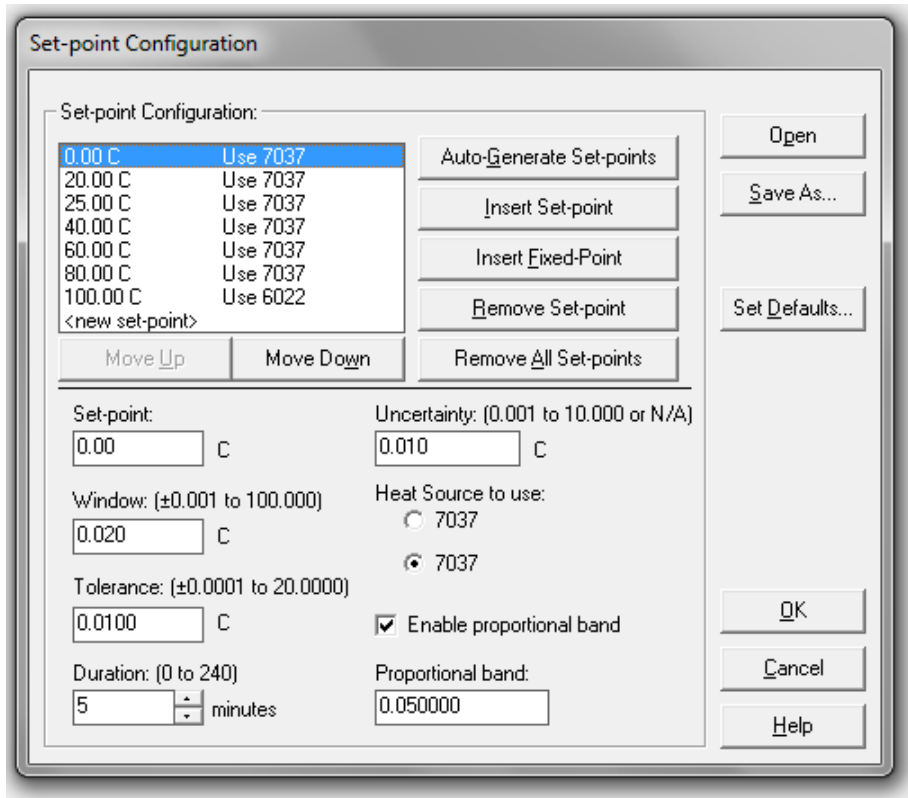 Set-point Configuration
Set-point Configuration:
0.00 C Use 7037
20.00 C Use 7037
25.00 C Use 7037
40.00 C Use 7037
60.00 C Use 7037
80.00 C Use 7037
100.00 C Use 6022
<new set-point>
Move Up
Move Down
Auto-Generate Set-points
Insert Set-point
Insert Fixed-Point
Remove Set-point
Remove All Set-points
Open
Save As...
Set Defaults...
Set-point:
0.00 C
Window: (±0.001 to 100.000)
0.020 C
Tolerance: (±0.0001 to 20.0000)
0.0100 C
Duration: (0 to 240)
5 minutes
Uncertainty: (0.001 to 10.000 or N/A)
0.010 C
Heat Source to use:
7037
7037
Enable proportional band
Proportional band:
0.050000
OK
Cancel
Help